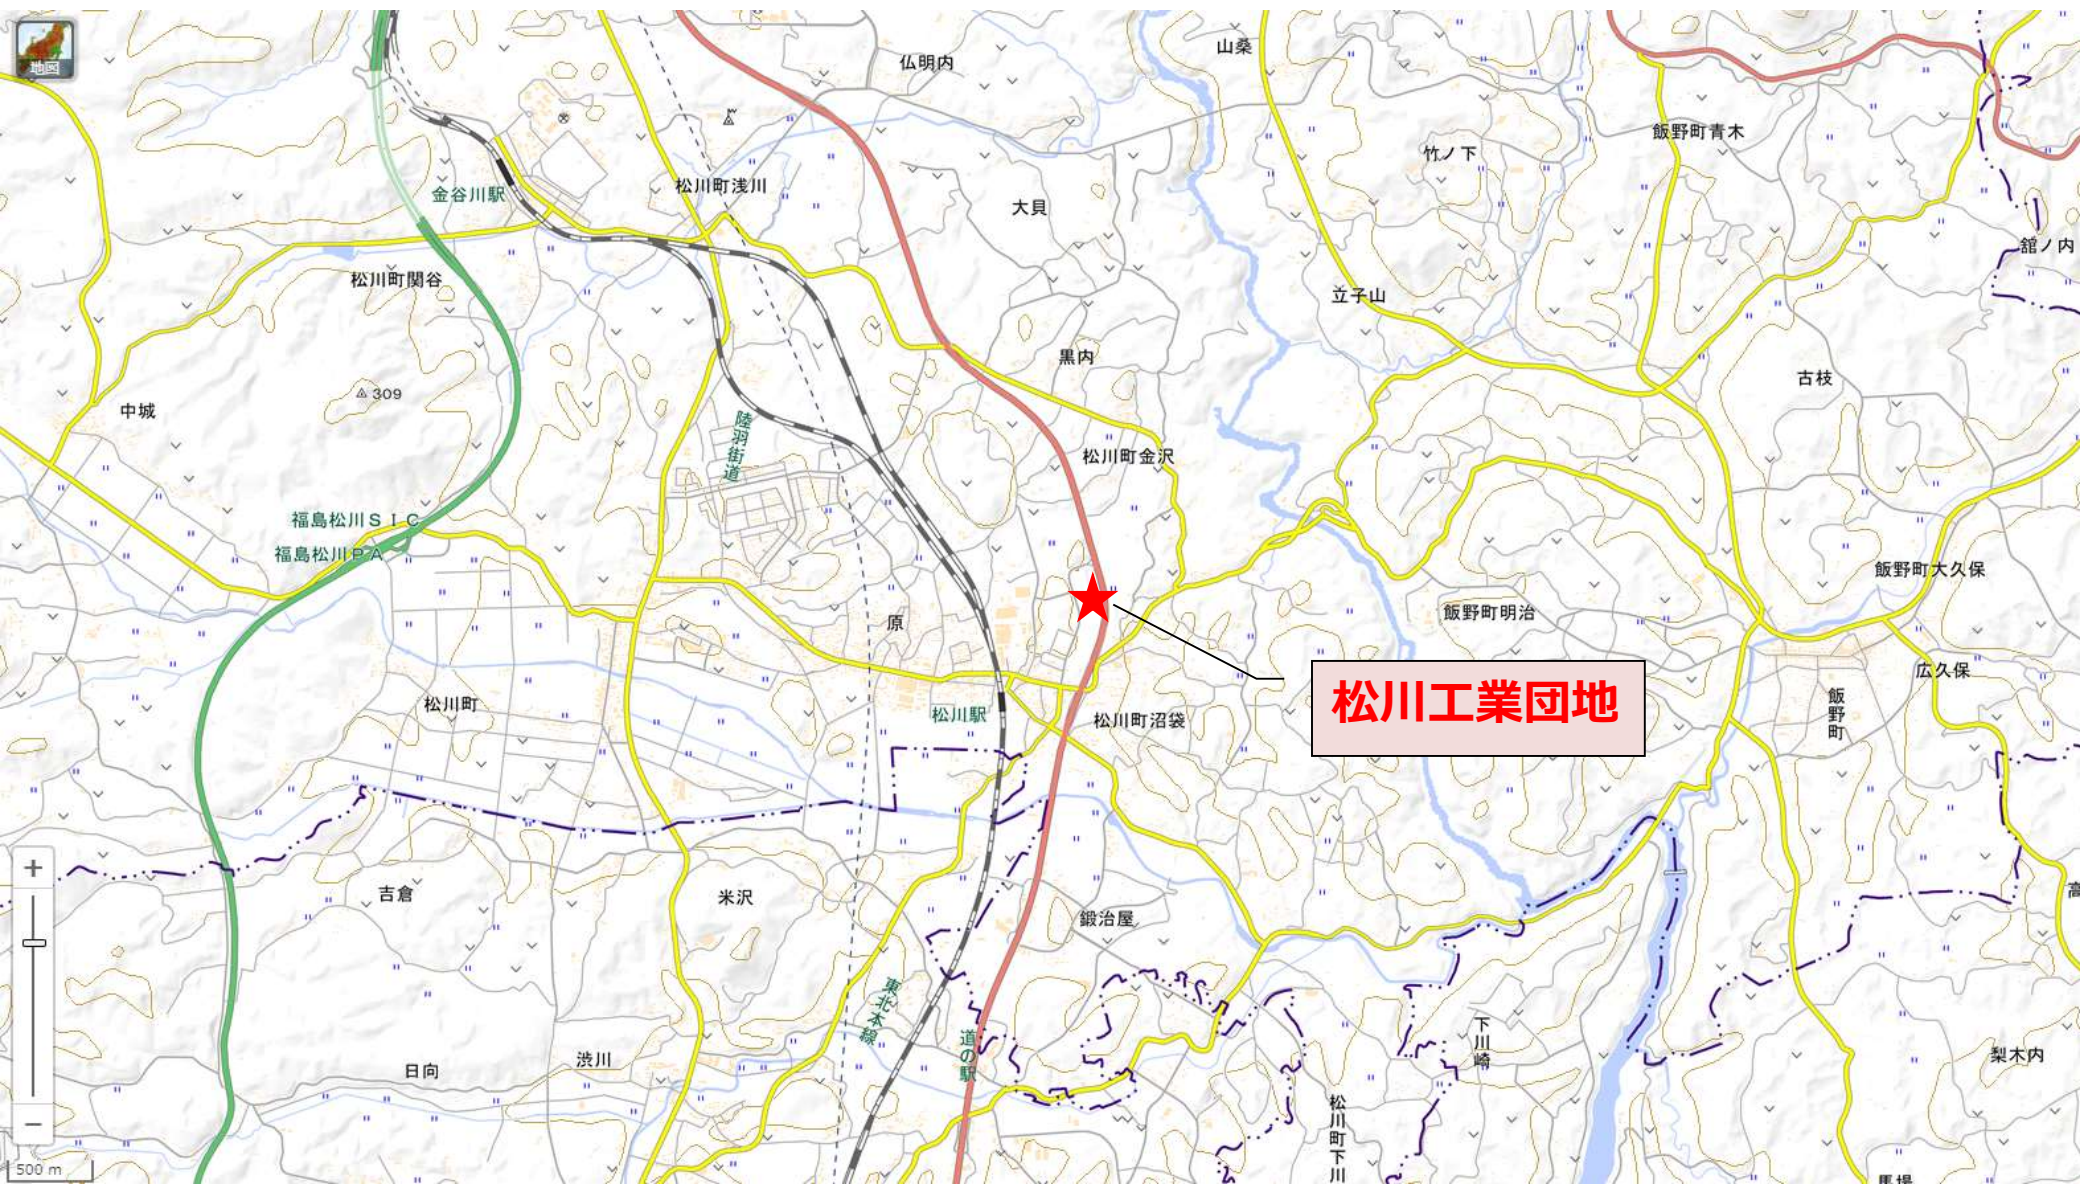 地図
仏明内
山桑
飯野町青木
竹ノ下
松川町浅川
金谷川駅
大貝
舘ノ内
松川町関谷
立子山
黒内
古枝
309
中城
陸羽街道
松川町金沢
福島松川SIC
福島松川PA
飯野町大久保
飯野町明治
原
広久保
松川町
松川駅
松川町沼袋
松川工業団地
飯野町
吉倉
米沢
鍛治屋
高
東北本線
道の駅
下川崎
梨木内
日向
渋川
松川町下川
500 m
馬場